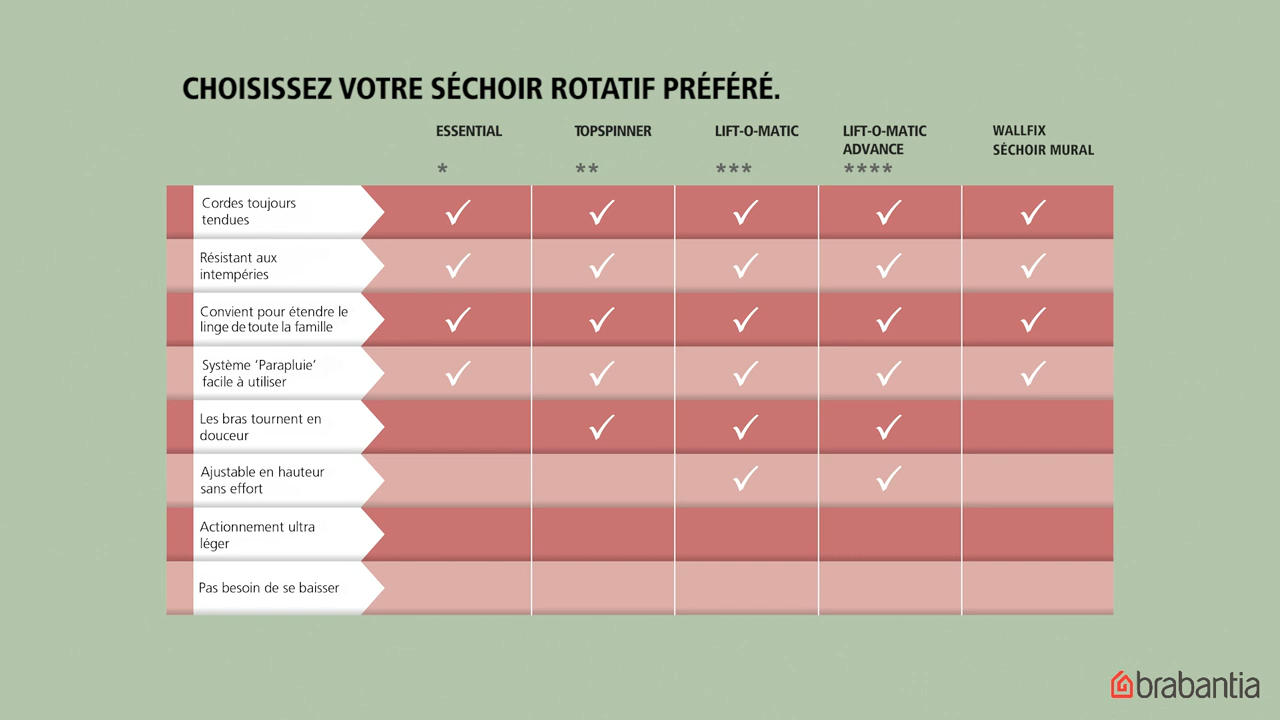 CHOISISSEZ VOTRE SÉCHOIR ROTATIF PRÉFÉRÉ.
ESSENTIAL
*
TOPSPINNER
**
LIFT-O-MATIC
***
LIFT-O-MATIC
ADVANCE
****
WALLFIX
SÉCHOIR MURAL
Cordes toujours
tendues
Résistant aux
intempéries
Convient pour étendre le
linge de toute la famille
Système ‘Parapluie’
facile à utiliser
Les bras tournent en
douceur
Ajustable en hauteur
sans effort
Actionnement ultra
léger
Pas besoin de se baisser
brabantia